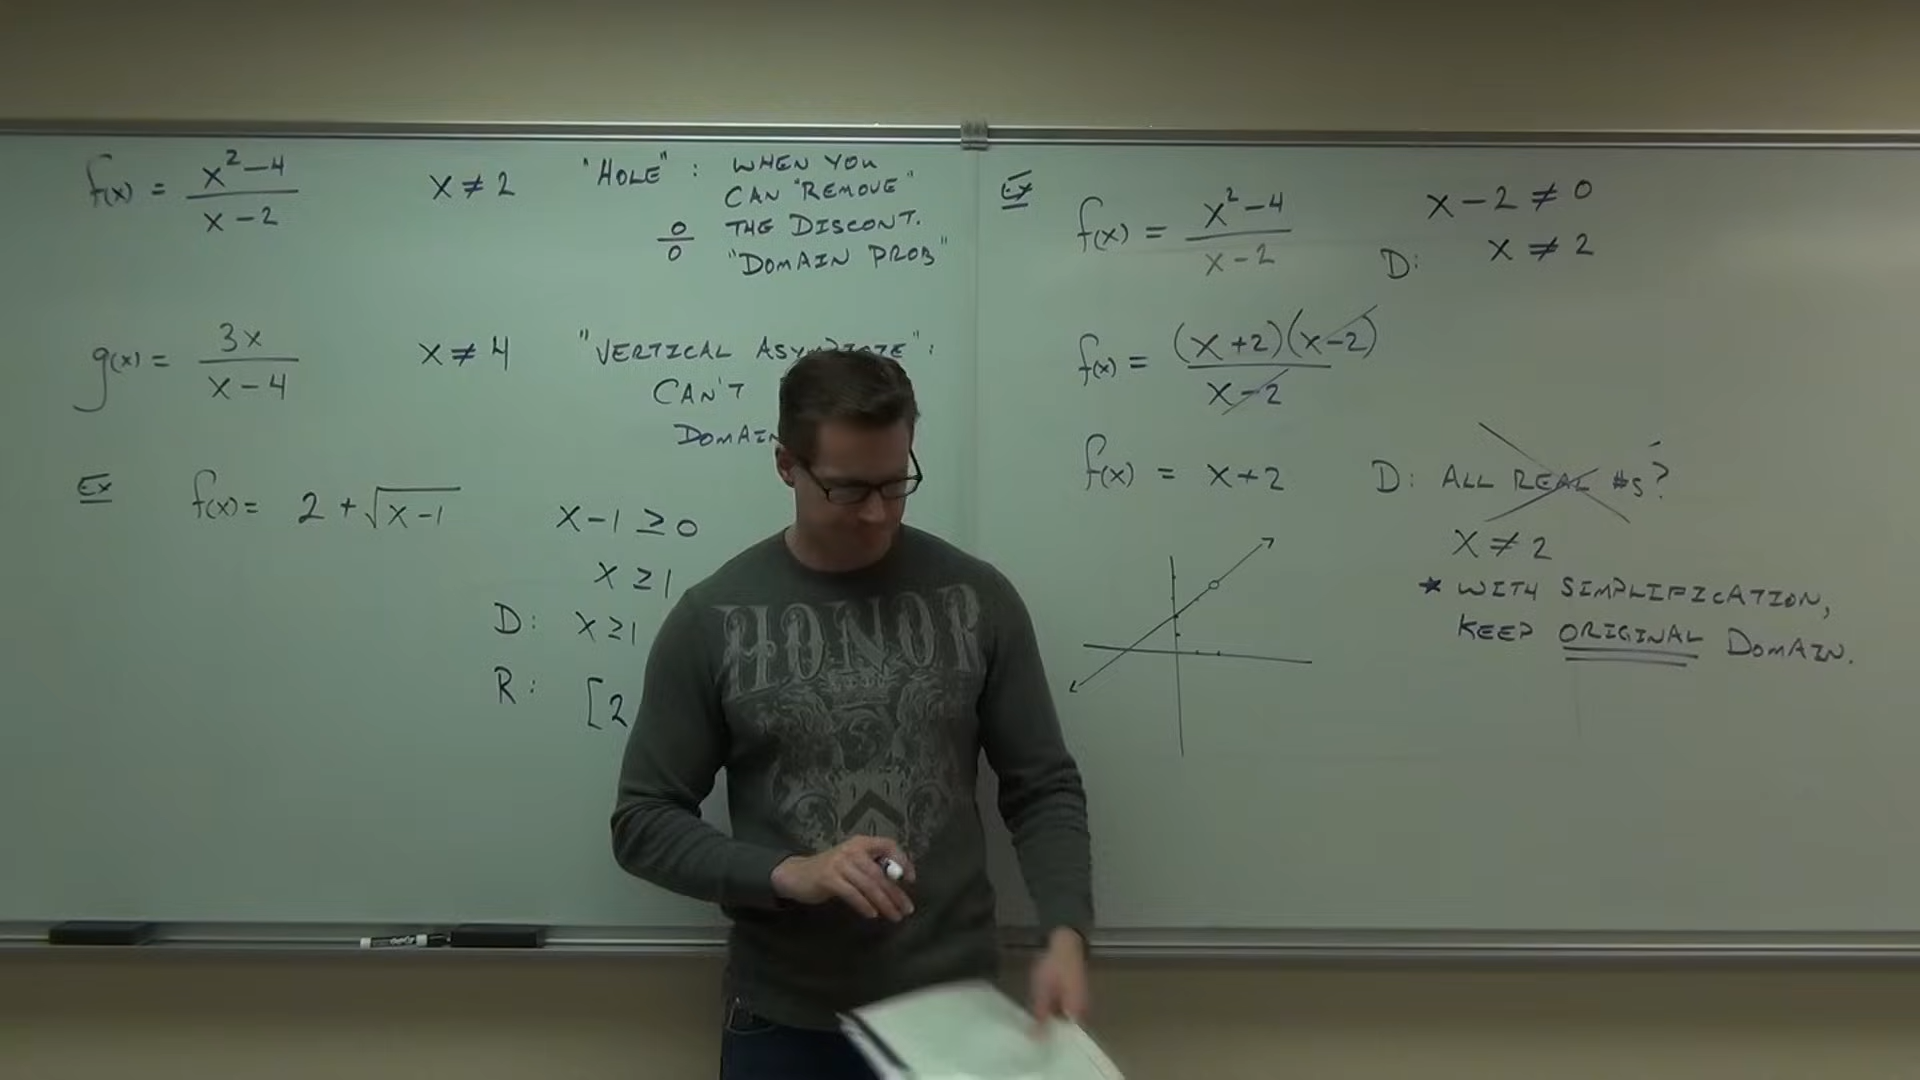 f(x) = x² - 4 / x - 2
x ≠ 2
"HOLE" : WHEN YOU
CAN "REMOVE"
0/0 THE DISCONT.
"DOMAIN PROB"
g(x) = 3x / x - 4
x ≠ 4
"VERTICAL ASYMPTOTE" :
CAN'T
DOMAIN
Ex f(x) = 2 + √x - 1
x - 1 ≥ 0
x ≥ 1
D: x ≥ 1
R: [2
Ex f(x) = x² - 4 / x - 2
x - 2 ≠ 0
D: x ≠ 2
f(x) = (x + 2)(x - 2) / x - 2
f(x) = x + 2
D: ALL REAL #s?
x ≠ 2
* WITH SIMPLIFICATION,
KEEP ORIGINAL DOMAIN.
HONOR